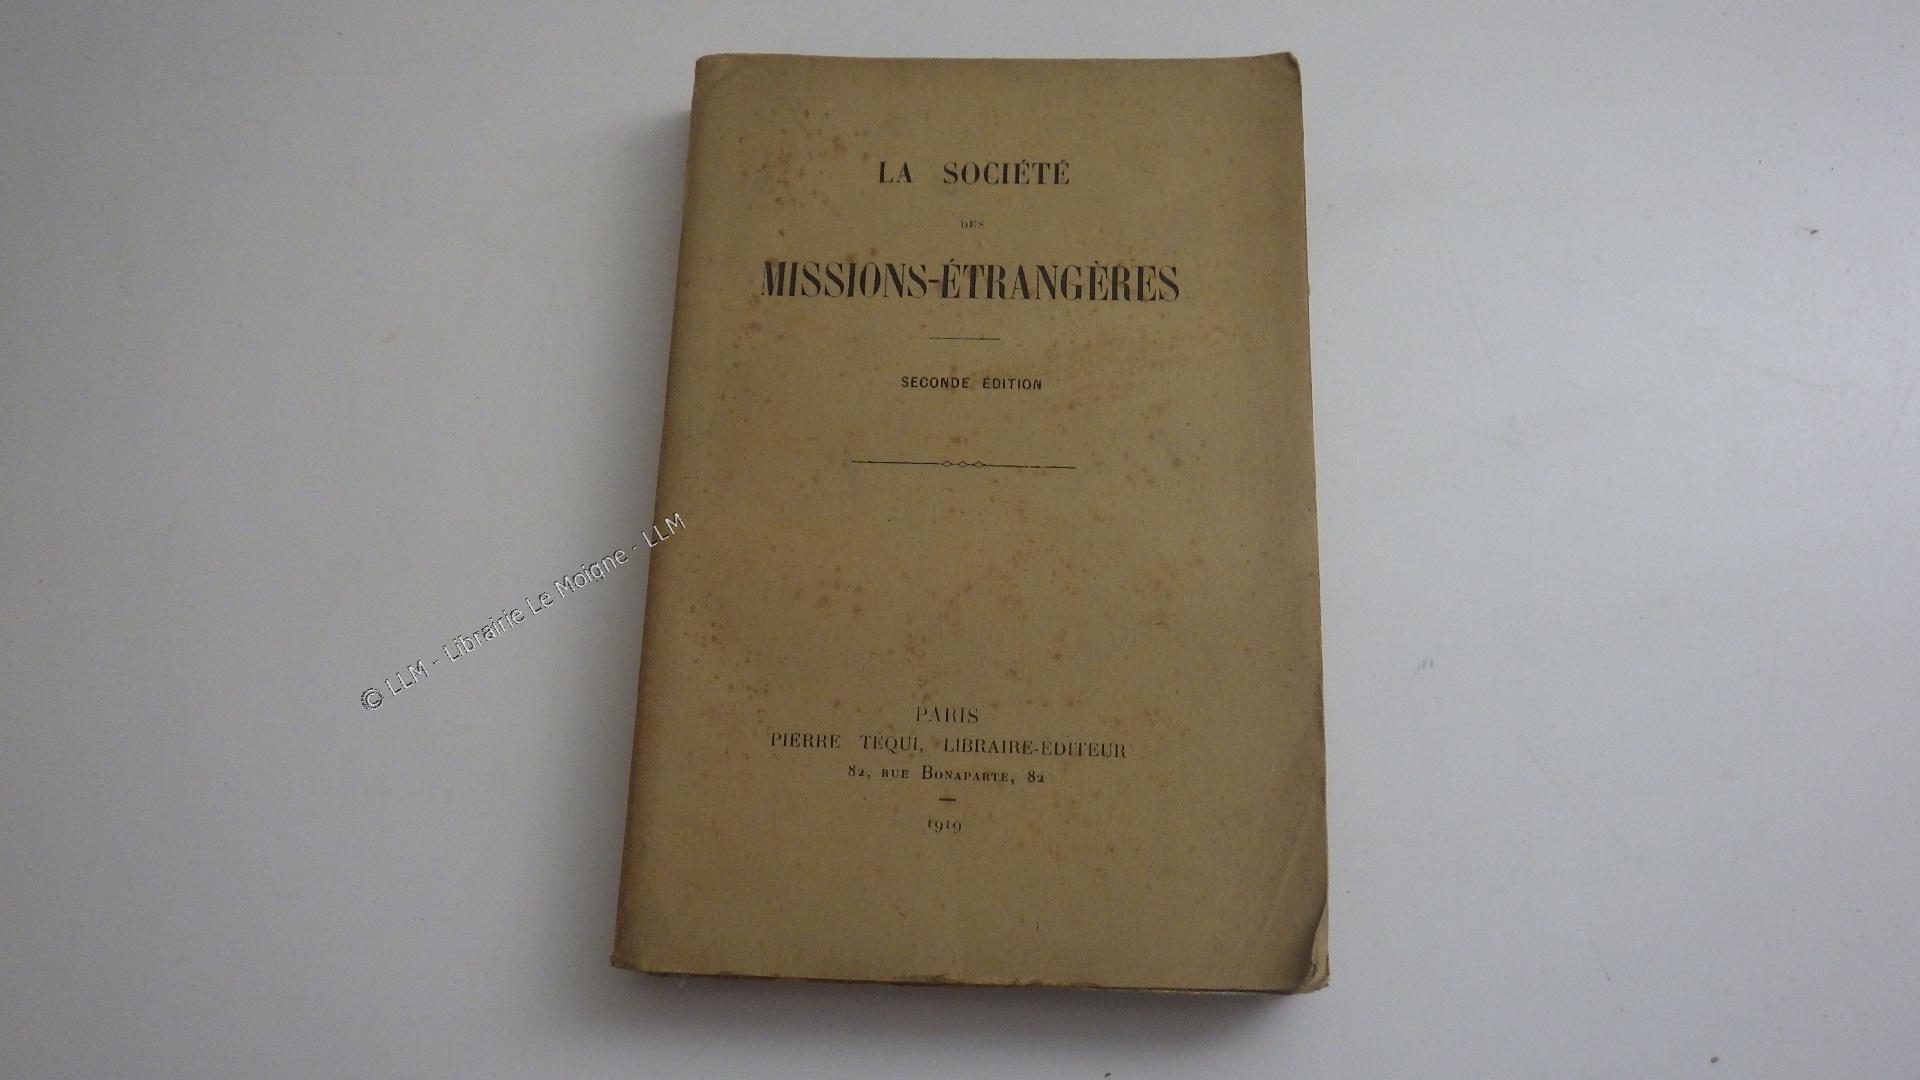 LA SOCIÉTÉ
DES
MISSIONS-ÉTRANGÈRES
SECONDE ÉDITION
PARIS
PIERRE TÉQUI, LIBRAIRE-ÉDITEUR
82, RUE BONAPARTE, 82
1919
© LLM - Librairie Le Moigne - LLM